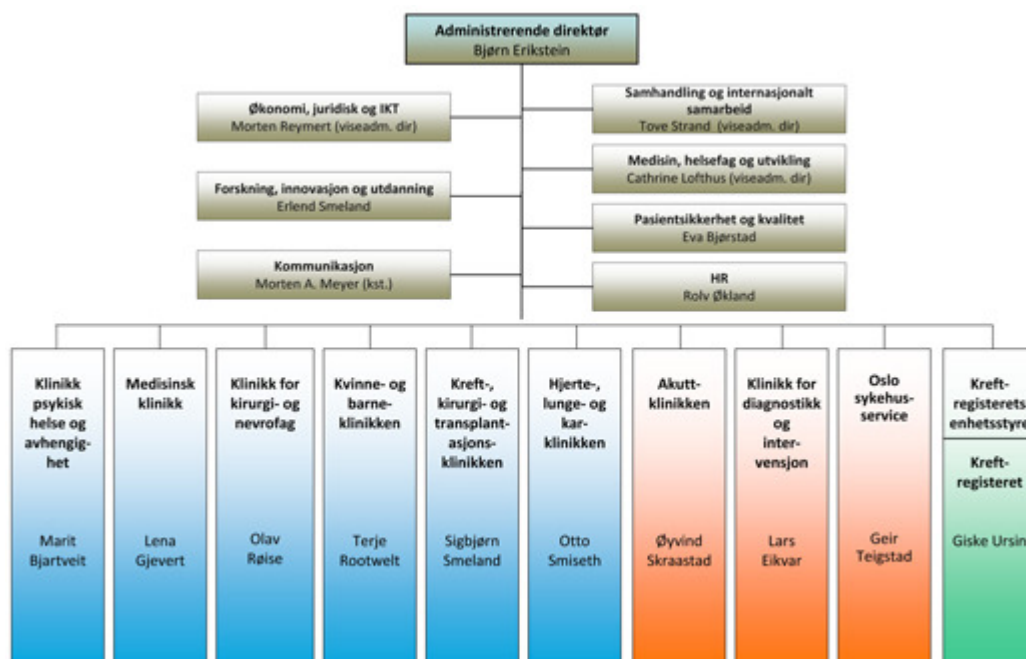 Administrerende direktør
Bjørn Erikstein
Økonomi, juridisk og IKT
Morten Reymert (viseadm. dir)
Samhandling og internasjonalt
samarbeid
Tove Strand (viseadm. dir)
Medisin, helsefag og utvikling
Cathrine Lofthus (viseadm. dir)
Forskning, innovasjon og utdanning
Erlend Smeland
Pasientsikkerhet og kvalitet
Eva Bjørstad
Kommunikasjon
Morten A. Meyer (kst.)
HR
Rolv Økland
Klinikk
psykisk
helse og
avhengig-
het
Marit
Bjartveit
Medisinsk
klinikk
Lena
Gjevert
Klinikk for
kirurgi- og
nevrofag
Olav
Røise
Kvinne- og
barne-
klinikken
Terje
Rootwelt
Kreft-,
kirurgi- og
transplant-
asjons-
klinikken
Sigbjørn
Smeland
Hjerte-,
lunge- og
kar-
klinikken
Otto
Smiseth
Akutt-
klinikken
Øyvind
Skraastad
Klinikk for
diagnostikk
og
inter-
vensjon
Lars
Eikvar
Oslo
sykehus-
service
Geir
Teigstad
Kreft-
registerets
enhetsstyre
Kreft-
registeret
Giske Ursin